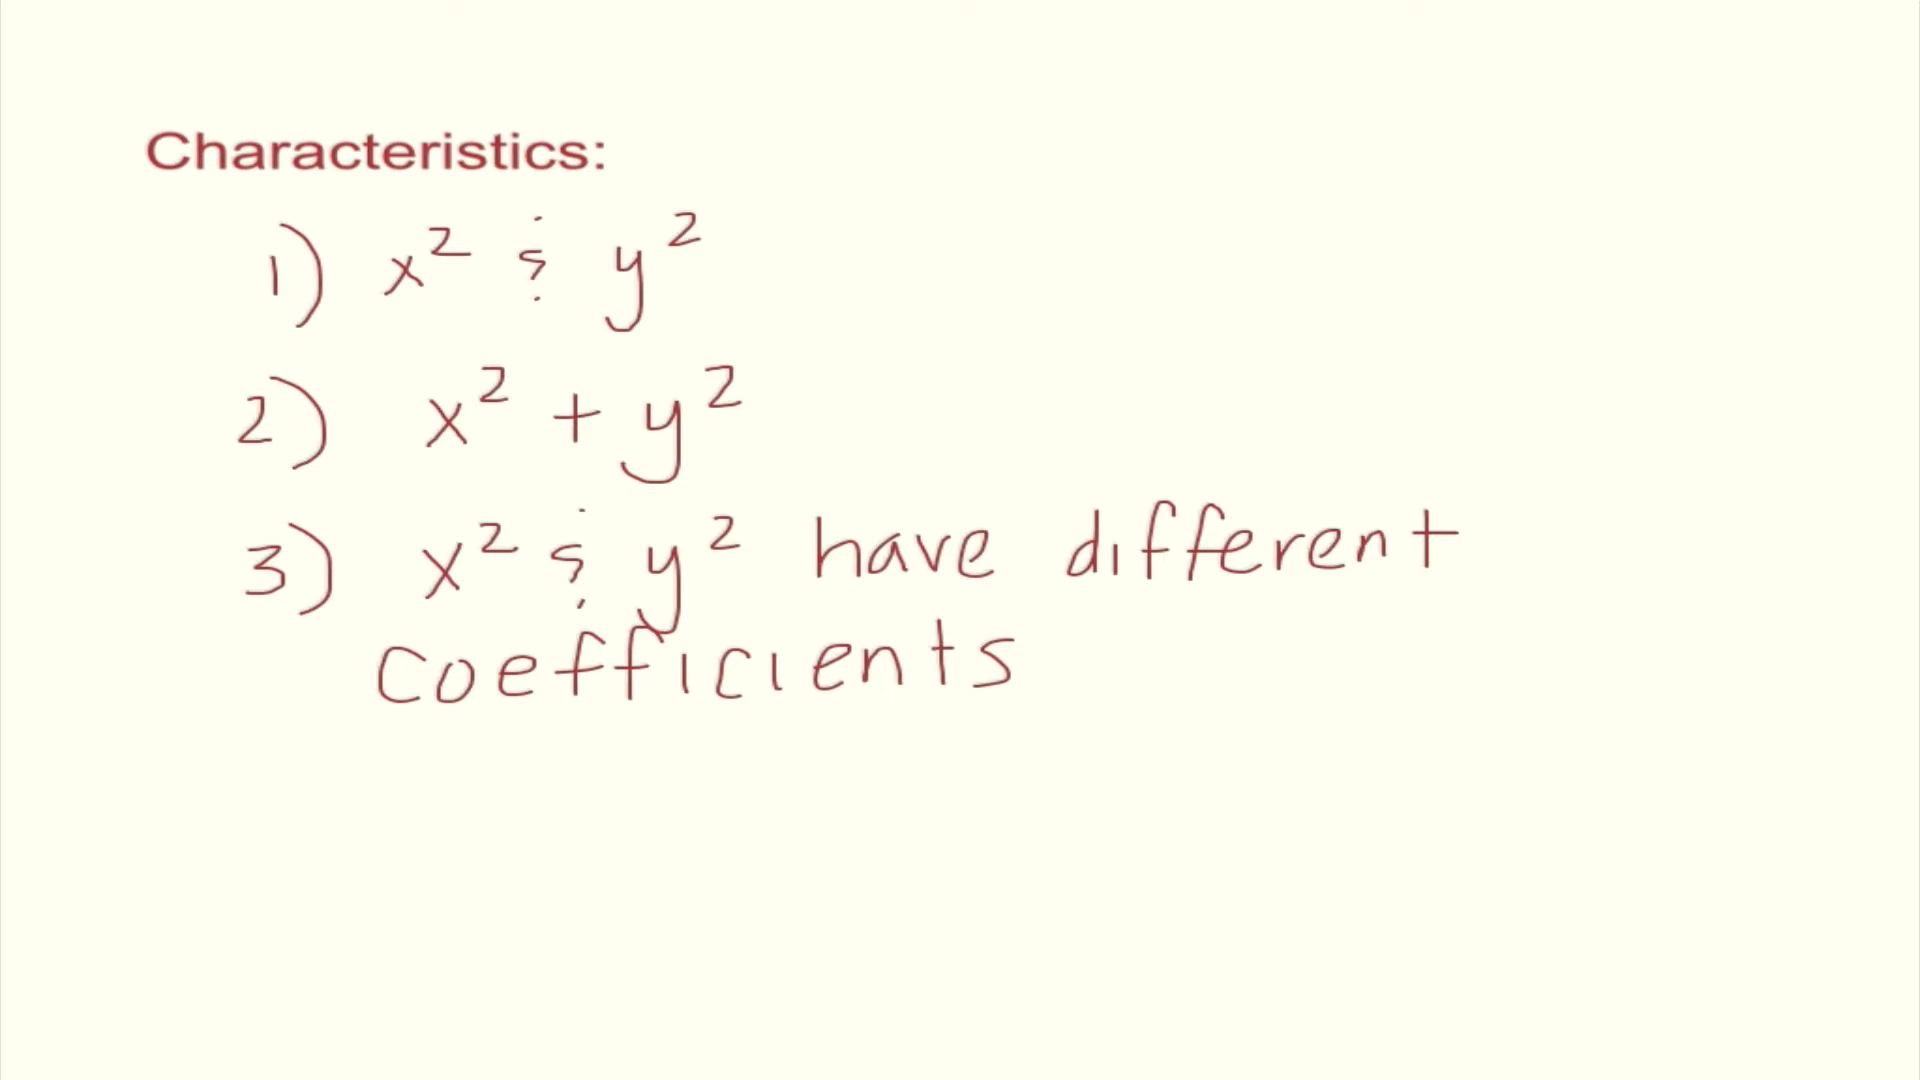 Characteristics:
1) x² & y²
2) x² + y²
3) x² & y² have different
coefficients